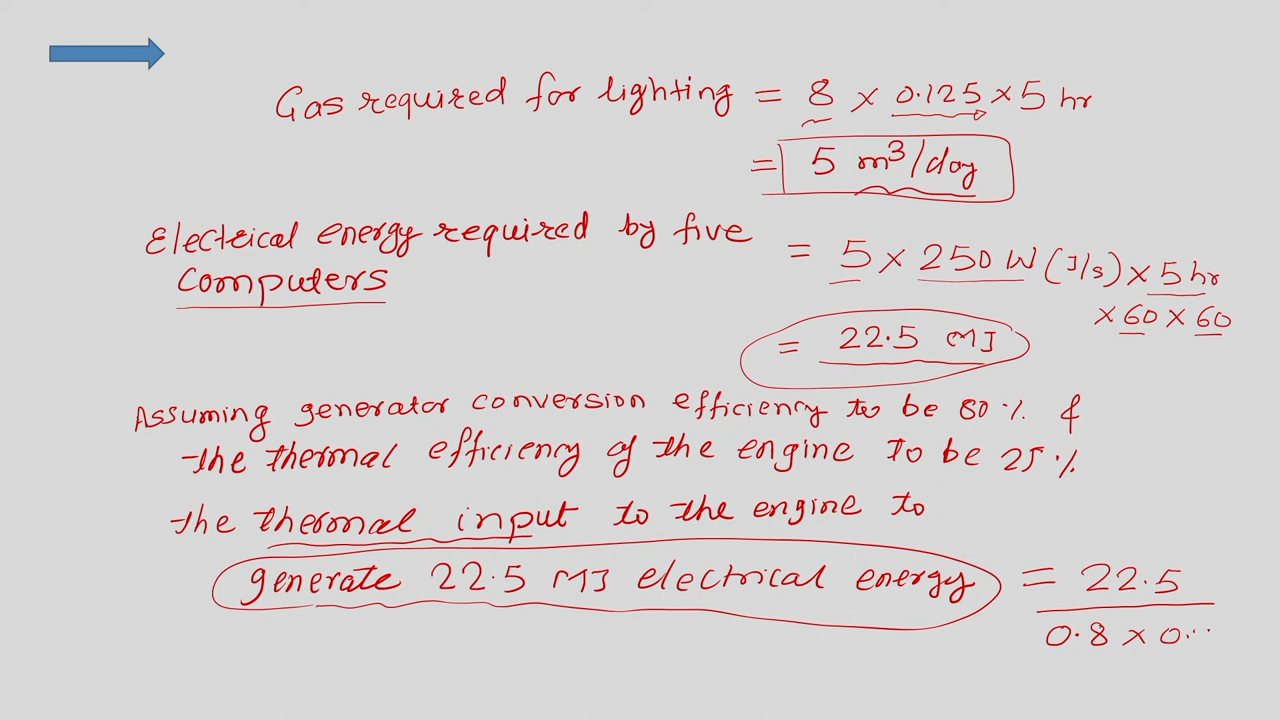 Gas required for lighting = 8 × 0.125 × 5 hr
= 5 m³/day
Electrical energy required by five
Computers
= 5 × 250 W (J/s) × 5 hr
× 60 × 60
= 22.5 MJ
Assuming generator conversion efficiency to be 80 % &
the thermal efficiency of the engine to be 25 %
the thermal input to the engine to
generate 22.5 MJ electrical energy = 22.5
0.8 × 0...